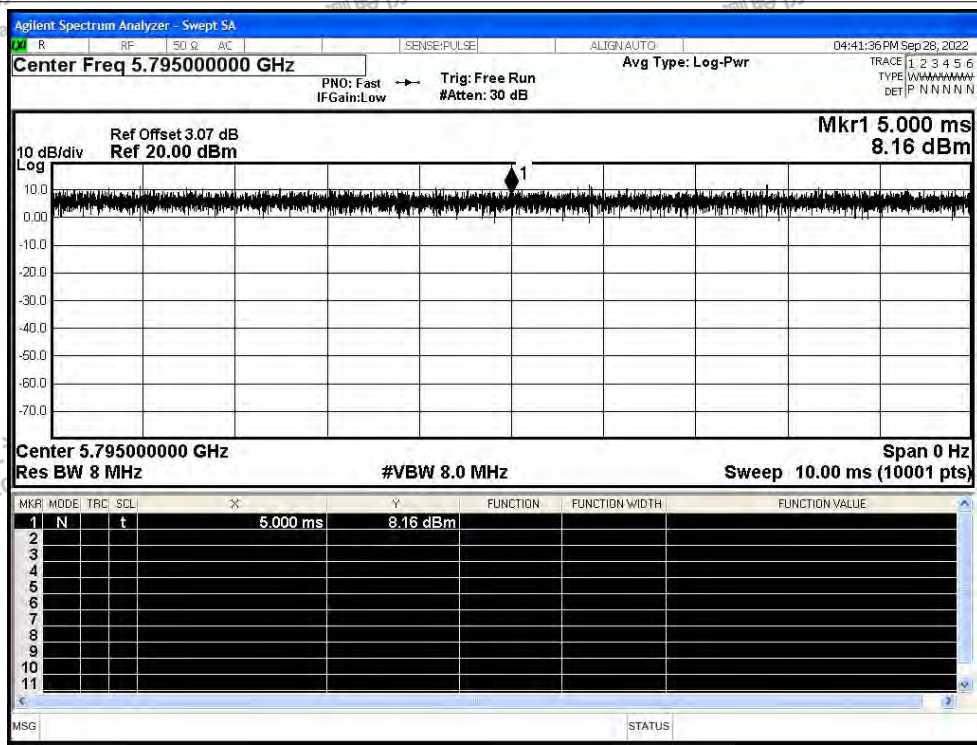 Agilent Spectrum Analyzer - Swept SA
R RF 50 Ω AC SENSE:PULSE ALIGN AUTO 04:41:36 PM Sep 28, 2022
Center Freq 5.795000000 GHz
PNO: Fast
IFGain:Low
Trig: Free Run
#Atten: 30 dB
Avg Type: Log-Pwr
TRACE 1 2 3 4 5 6
TYPE
DET P N N N N N
Mkr1 5.000 ms
8.16 dBm
Ref Offset 3.07 dB
10 dB/div Ref 20.00 dBm
Log
1
10.0
0.00
-10.0
-20.0
-30.0
-40.0
-50.0
-60.0
-70.0
Center 5.795000000 GHz Span 0 Hz
Res BW 8 MHz #VBW 8.0 MHz Sweep 10.00 ms (10001 pts)
MKR MODE TRC SCL X Y FUNCTION FUNCTION WIDTH FUNCTION VALUE
1 N t 5.000 ms 8.16 dBm
2
3
4
5
6
7
8
9
10
11
MSG STATUS